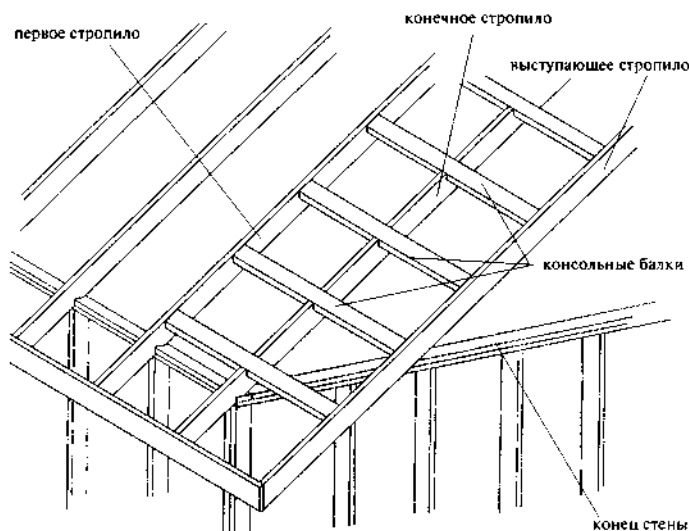 конечное стропило
первое стропило
выступающее стропило
консольные балки
конец стены